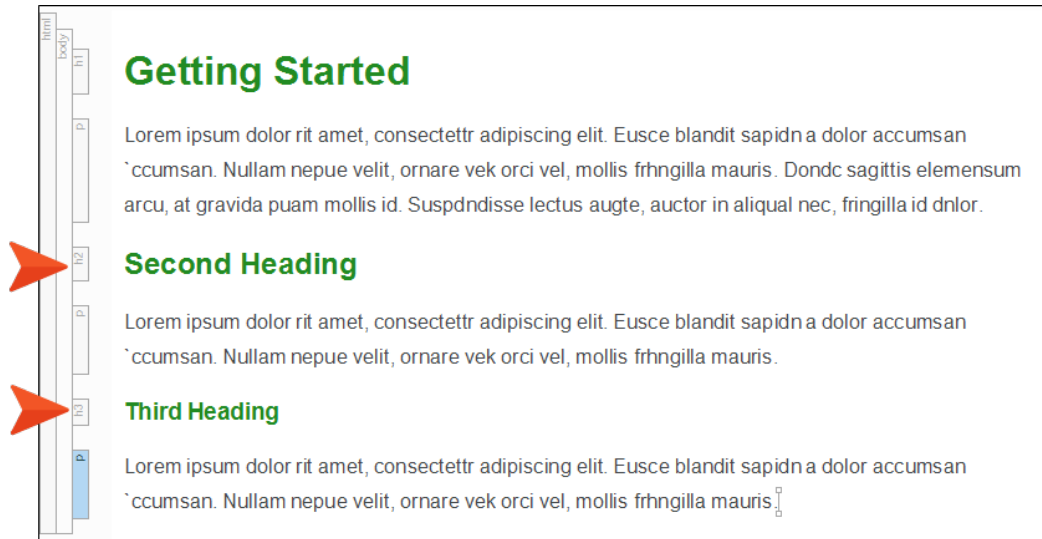 html
body
h1
Getting Started
p
Lorem ipsum dolor rit amet, consectettr adipiscing elit. Eusce blandit sapidn a dolor accumsan
`ccumsan. Nullam nepue velit, ornare vek orci vel, mollis frhngilla mauris. Dondc sagittis elemensum
arcu, at gravida puam mollis id. Suspdndisse lectus augte, auctor in aliqual nec, fringilla id dnlor.
h2
Second Heading
p
Lorem ipsum dolor rit amet, consectettr adipiscing elit. Eusce blandit sapidn a dolor accumsan
`ccumsan. Nullam nepue velit, ornare vek orci vel, mollis frhngilla mauris.
h3
Third Heading
p
Lorem ipsum dolor rit amet, consectettr adipiscing elit. Eusce blandit sapidn a dolor accumsan
`ccumsan. Nullam nepue velit, ornare vek orci vel, mollis frhngilla mauris.